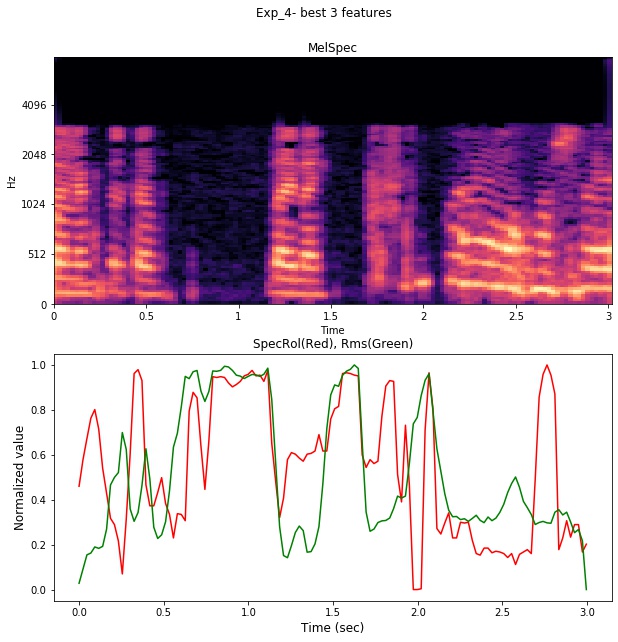 Exp_4- best 3 features
MelSpec
Hz
4096
2048
1024
512
0
0 0.5 1 1.5 2 2.5 3
Time
SpecRol(Red), Rms(Green)
Normalized value
1.0
0.8
0.6
0.4
0.2
0.0
0.0 0.5 1.0 1.5 2.0 2.5 3.0
Time (sec)